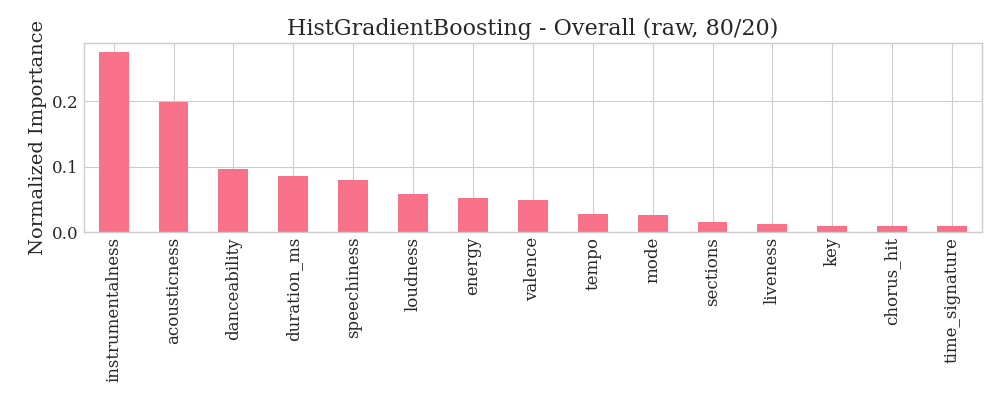 HistGradientBoosting - Overall (raw, 80/20)
Normalized Importance
0.2
0.1
0.0
instrumentalness
acousticness
danceability
duration_ms
speechiness
loudness
energy
valence
tempo
mode
sections
liveness
key
chorus_hit
time_signature